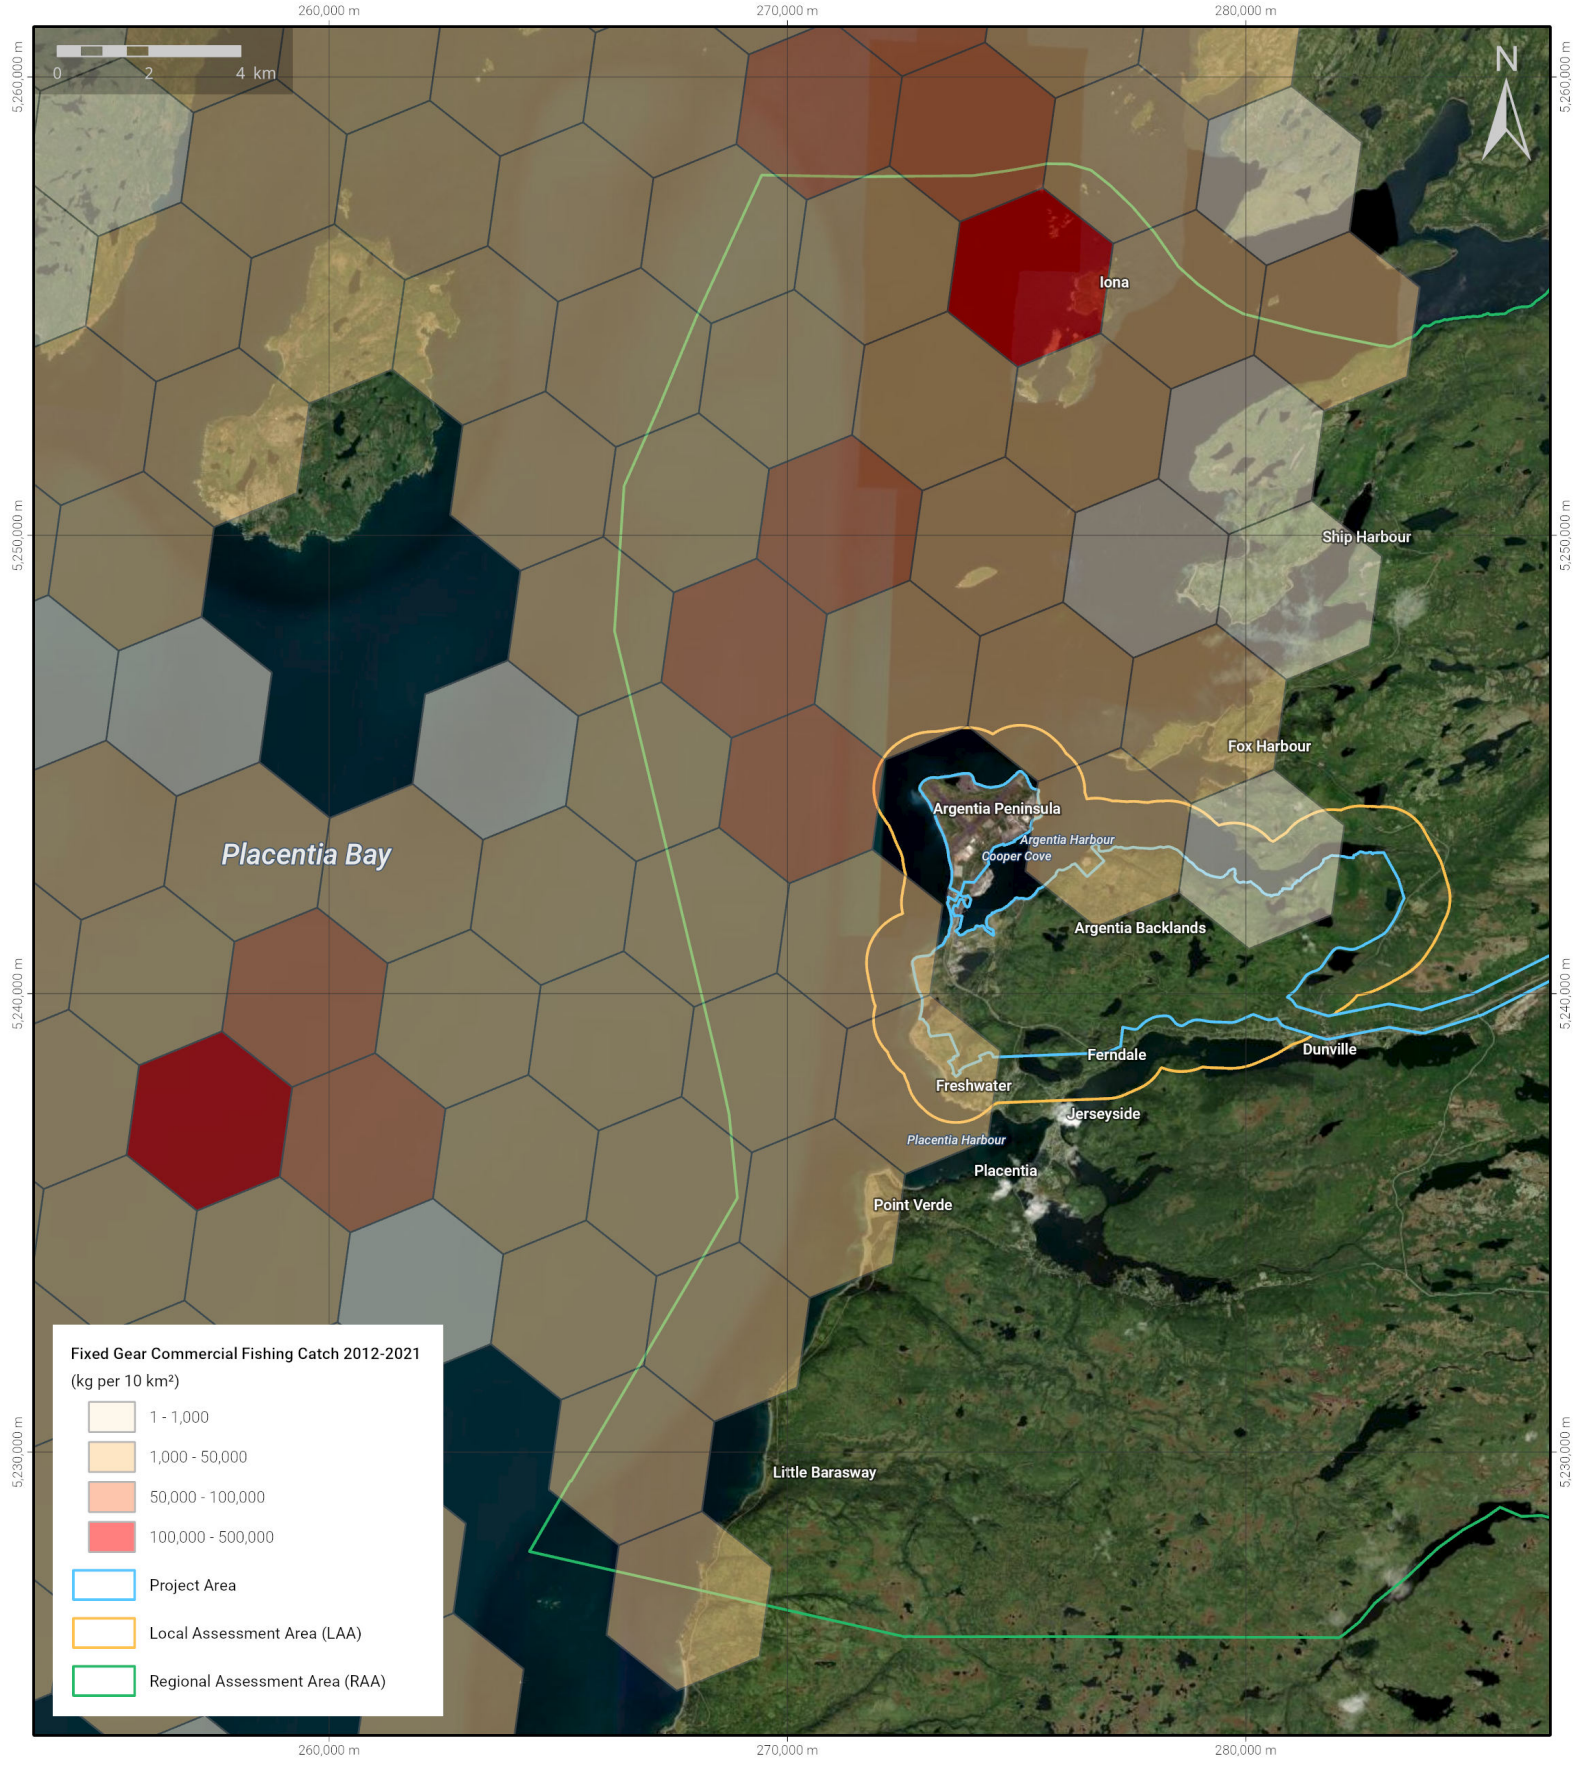 260,000 m 270,000 m 280,000 m
5,260,000 m
5,260,000 m
0 2 4 km
N
Iona
5,250,000 m
5,250,000 m
Ship Harbour
Fox Harbour
Argentia Peninsula
Argentia Harbour
Cooper Cove
Placentia Bay
Argentia Backlands
5,240,000 m
5,240,000 m
Dunville
Ferndale
Freshwater
Jerseyside
Placentia Harbour
Placentia
Point Verde
Fixed Gear Commercial Fishing Catch 2012-2021
(kg per 10 km²)
1 - 1,000
1,000 - 50,000
50,000 - 100,000
100,000 - 500,000
Project Area
Local Assessment Area (LAA)
Regional Assessment Area (RAA)
5,230,000 m
5,230,000 m
Little Barasway
260,000 m 270,000 m 280,000 m